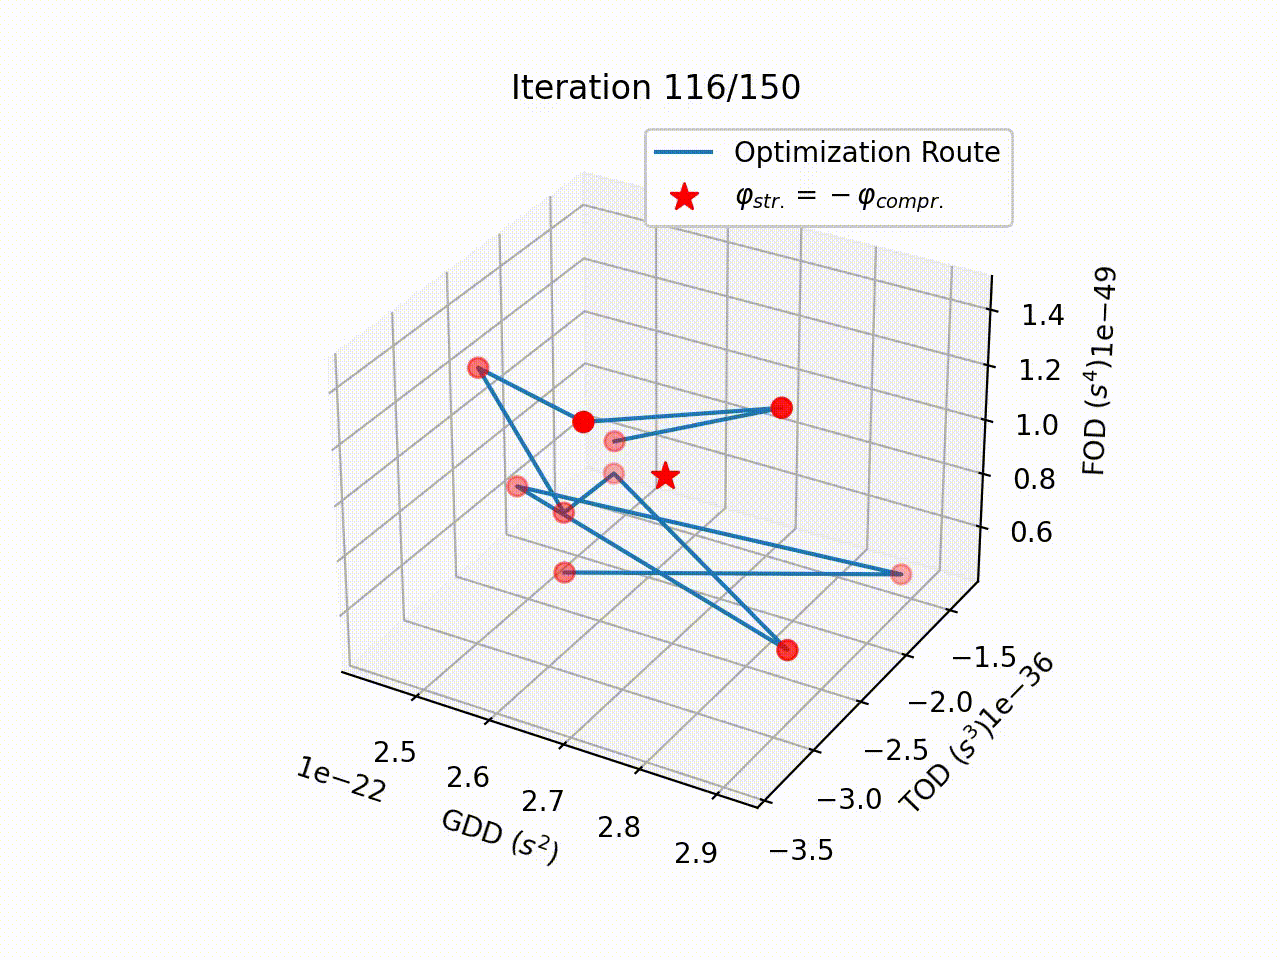 Iteration 116/150
Optimization Route
φstr. = − φcompr.
1.4
1.2
1.0
0.8
0.6
FOD (s⁴)1e−49
−1.5
−2.0
−2.5
−3.0
−3.5
TOD (s³)1e−36
2.5
2.6
2.7
2.8
2.9
1e−22
GDD (s²)